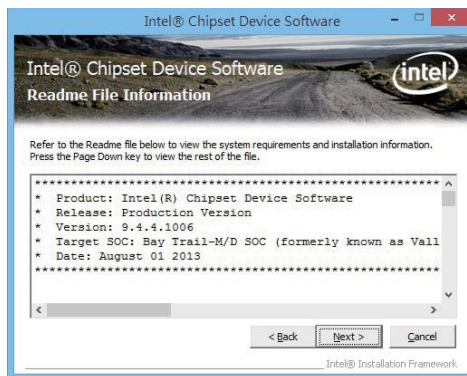 Intel® Chipset Device Software
Intel® Chipset Device Software
intel
Readme File Information
Refer to the Readme file below to view the system requirements and installation information.
Press the Page Down key to view the rest of the file.
************************************************
* Product: Intel(R) Chipset Device Software
* Release: Production Version
* Version: 9.4.4.1006
* Target SOC: Bay Trail-M/D SOC (formerly known as Vall
* Date: August 01 2013
************************************************
< Back Next > Cancel
Intel® Installation Framework